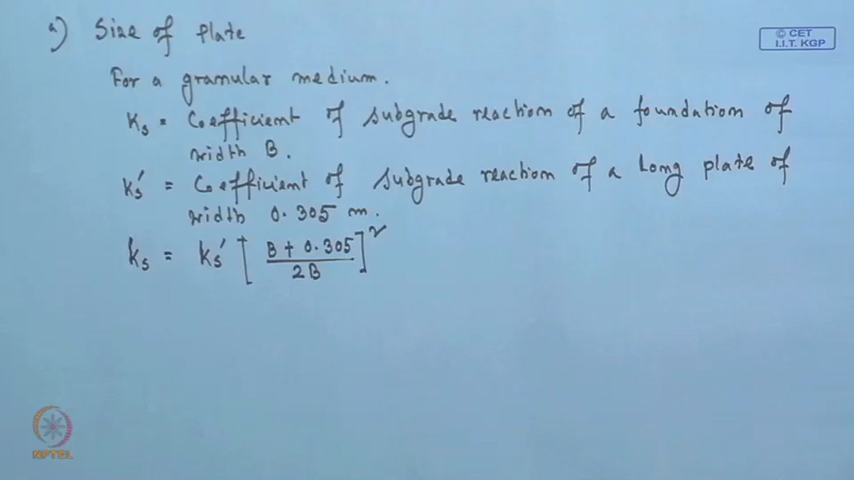 a) Size of plate
© CET
I.I.T. KGP
For a granular medium.
ks = Coefficient of subgrade reaction of a foundation of
width B.
ks' = Coefficient of subgrade reaction of a long plate of
width 0.305 m.
ks = ks' [ (B + 0.305) / 2B ]²
NPTEL